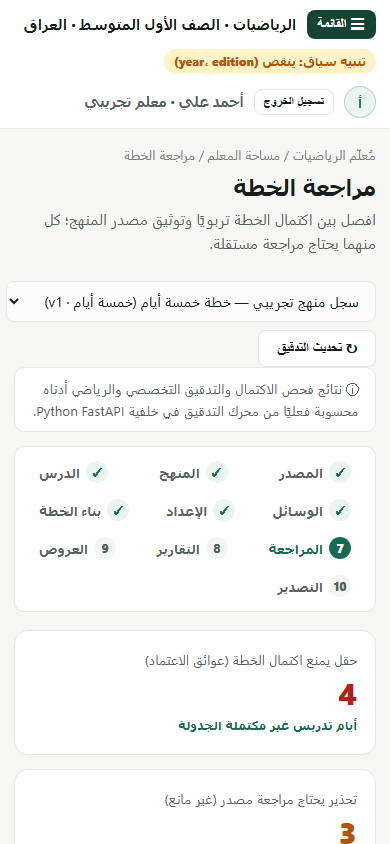 القائمة
الرياضيات · الصف الأول المتوسط · العراق
تنبيه سياق: ينقص (year، edition)
أ
تسجيل الخروج
أحمد علي · معلم تجريبي
مُعلّم الرياضيات / مساحة المعلم / مراجعة الخطة
مراجعة الخطة
افصل بين اكتمال الخطة تربويًا وتوثيق مصدر المنهج؛ كل
منهما يحتاج مراجعة مستقلة.
سجل منهج تجريبي — خطة خمسة أيام (خمسة أيام · v1)
↻ تحديث التدقيق
ⓘ نتائج فحص الاكتمال والتدقيق التخصصي والرياضي أدناه
محسوبة فعليًا من محرك التدقيق في خلفية Python FastAPI.
✓ المصدر
✓ المنهج
✓ الدرس
✓ الوسائل
✓ الإعداد
✓ بناء الخطة
7 المراجعة
8 التقارير
9 العروض
10 التصدير
حقل يمنع اكتمال الخطة (عوائق الاعتماد)
4
أيام تدريس غير مكتملة الجدولة
تحذير يحتاج مراجعة مصدر (غير مانع)
3